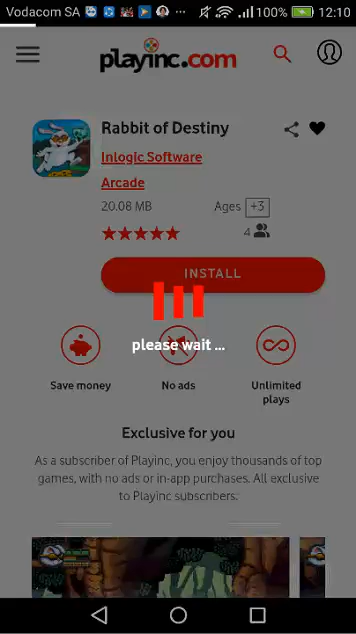 Vodacom SA ... 100% 12:10
playinc.com
Rabbit of Destiny
Inlogic Software
Arcade
20.08 MB Ages +3
4
INSTALL
please wait ...
Save money No ads Unlimited plays
Exclusive for you
As a subscriber of Playinc, you enjoy thousands of top
games, with no ads or in-app purchases. All exclusive
to Playinc subscribers.